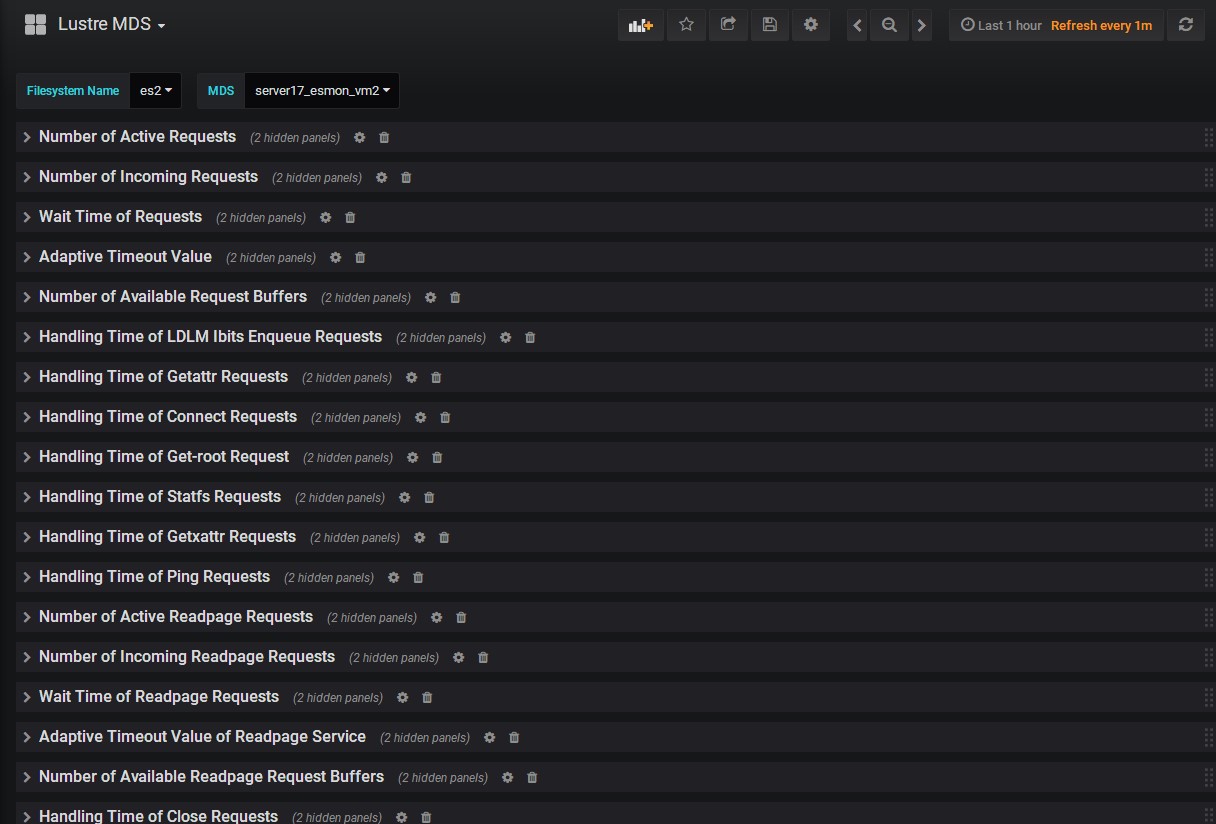 Lustre MDS
Last 1 hour Refresh every 1m
Filesystem Name es2 MDS server17_esmon_vm2
Number of Active Requests (2 hidden panels)
Number of Incoming Requests (2 hidden panels)
Wait Time of Requests (2 hidden panels)
Adaptive Timeout Value (2 hidden panels)
Number of Available Request Buffers (2 hidden panels)
Handling Time of LDLM Ibits Enqueue Requests (2 hidden panels)
Handling Time of Getattr Requests (2 hidden panels)
Handling Time of Connect Requests (2 hidden panels)
Handling Time of Get-root Request (2 hidden panels)
Handling Time of Statfs Requests (2 hidden panels)
Handling Time of Getxattr Requests (2 hidden panels)
Handling Time of Ping Requests (2 hidden panels)
Number of Active Readpage Requests (2 hidden panels)
Number of Incoming Readpage Requests (2 hidden panels)
Wait Time of Readpage Requests (2 hidden panels)
Adaptive Timeout Value of Readpage Service (2 hidden panels)
Number of Available Readpage Request Buffers (2 hidden panels)
Handling Time of Close Requests (2 hidden panels)